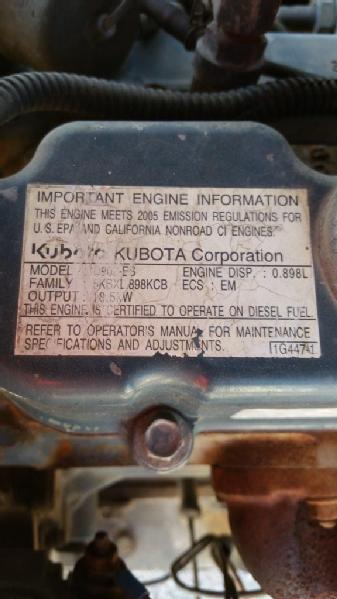 IMPORTANT ENGINE INFORMATION
THIS ENGINE MEETS 2005 EMISSION REGULATIONS FOR
U.S. EPA AND CALIFORNIA NONROAD CI ENGINES.
Kubota KUBOTA Corporation
MODEL : ENGINE DISP. : 0.898L
FAMILY : ECS : EM
OUTPUT :
THIS ENGINE IS CERTIFIED TO OPERATE ON DIESEL FUEL
REFER TO OPERATOR'S MANUAL FOR MAINTENANCE
SPECIFICATIONS AND ADJUSTMENTS.